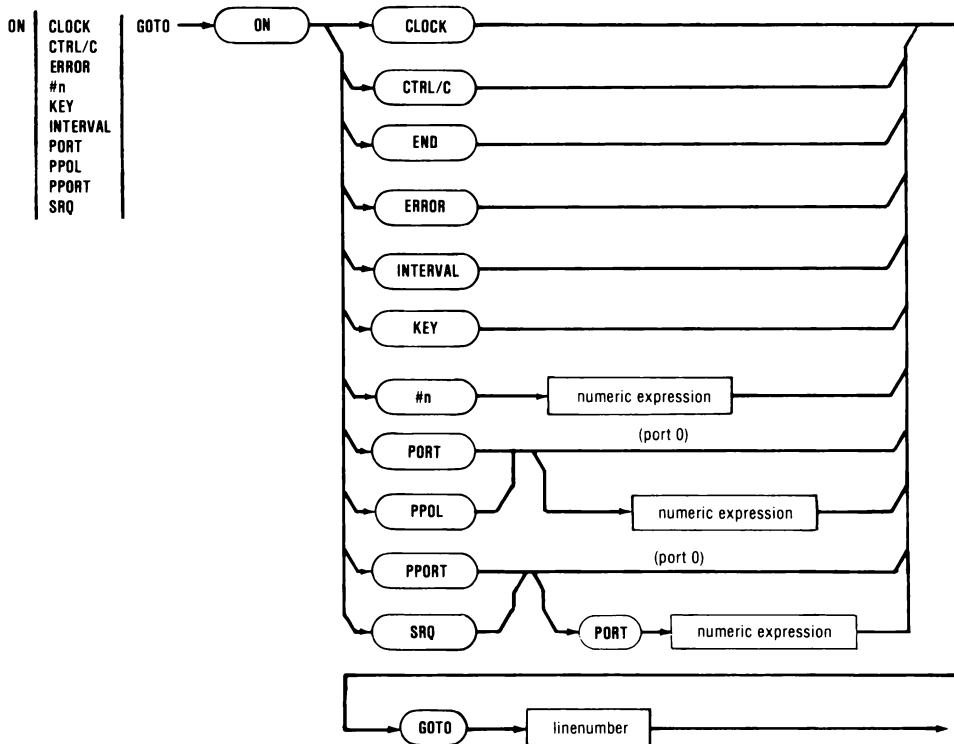 ON CLOCK GOTO
CTRL/C
ERROR
#n
KEY
INTERVAL
PORT
PPOL
PPORT
SRQ
ON
CLOCK
CTRL/C
END
ERROR
INTERVAL
KEY
#n numeric expression
PORT (port 0)
PPOL numeric expression
PPORT (port 0)
SRQ PORT numeric expression
GOTO linenumber